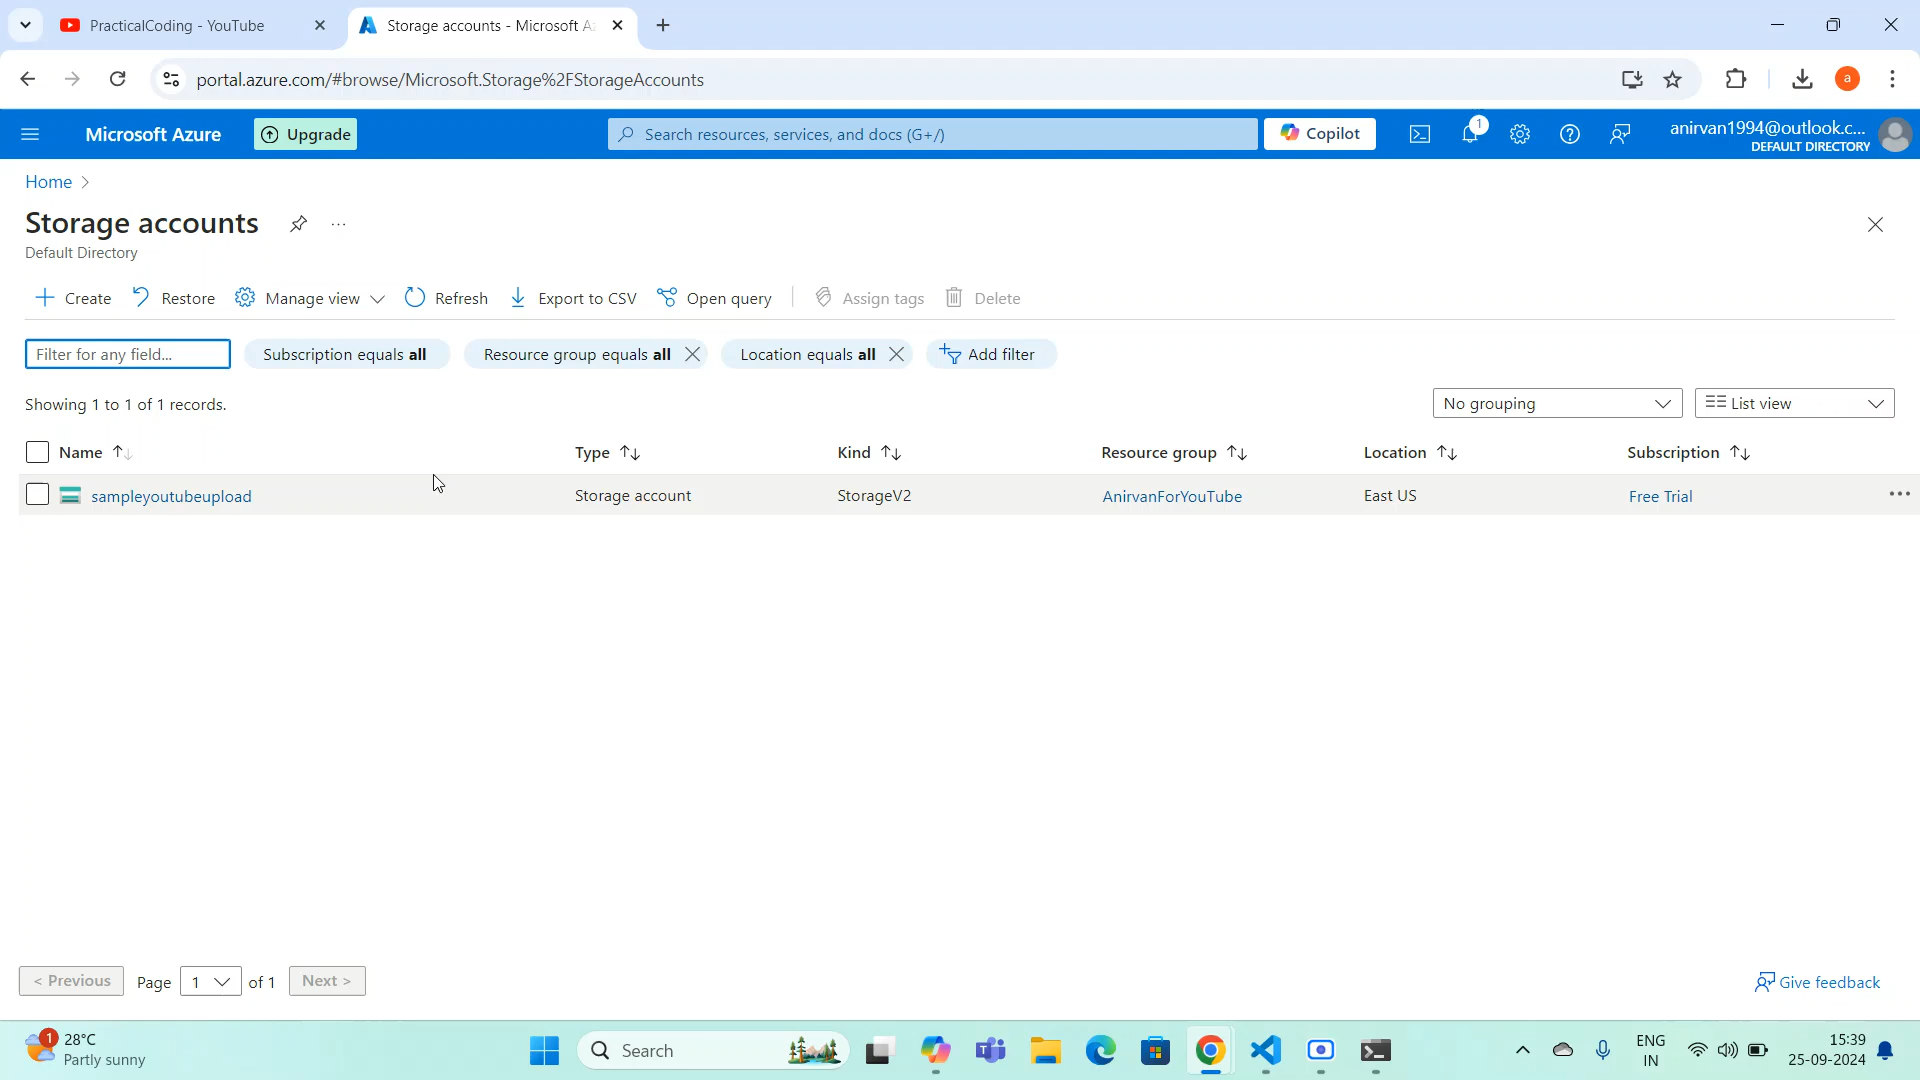 PracticalCoding - YouTube
Storage accounts - Microsoft A
portal.azure.com/#browse/Microsoft.Storage%2FStorageAccounts
a
Microsoft Azure
Upgrade
Search resources, services, and docs (G+/)
Copilot
1
anirvan1994@outlook.c...
DEFAULT DIRECTORY
Home
Storage accounts
Default Directory
Create
Restore
Manage view
Refresh
Export to CSV
Open query
Assign tags
Delete
Filter for any field...
Subscription equals all
Resource group equals all
Location equals all
Add filter
Showing 1 to 1 of 1 records.
No grouping
List view
Name
Type
Kind
Resource group
Location
Subscription
sampleyoutubeupload
Storage account
StorageV2
AnirvanForYouTube
East US
Free Trial
< Previous
Page
1
of 1
Next >
Give feedback
1
28°C
Partly sunny
Search
ENG
IN
15:39
25-09-2024